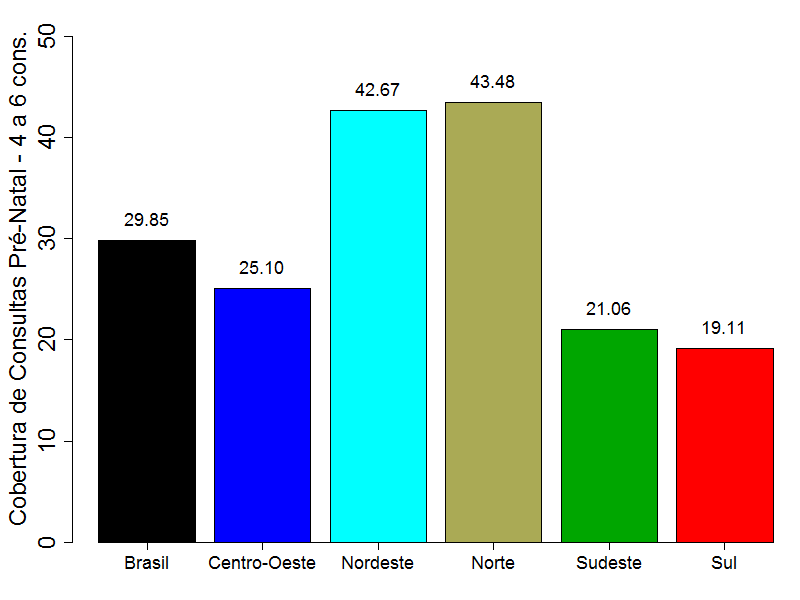 Cobertura de Consultas Pré-Natal - 4 a 6 cons.
50
40
30
20
10
0
29.85
25.10
42.67
43.48
21.06
19.11
Brasil
Centro-Oeste
Nordeste
Norte
Sudeste
Sul